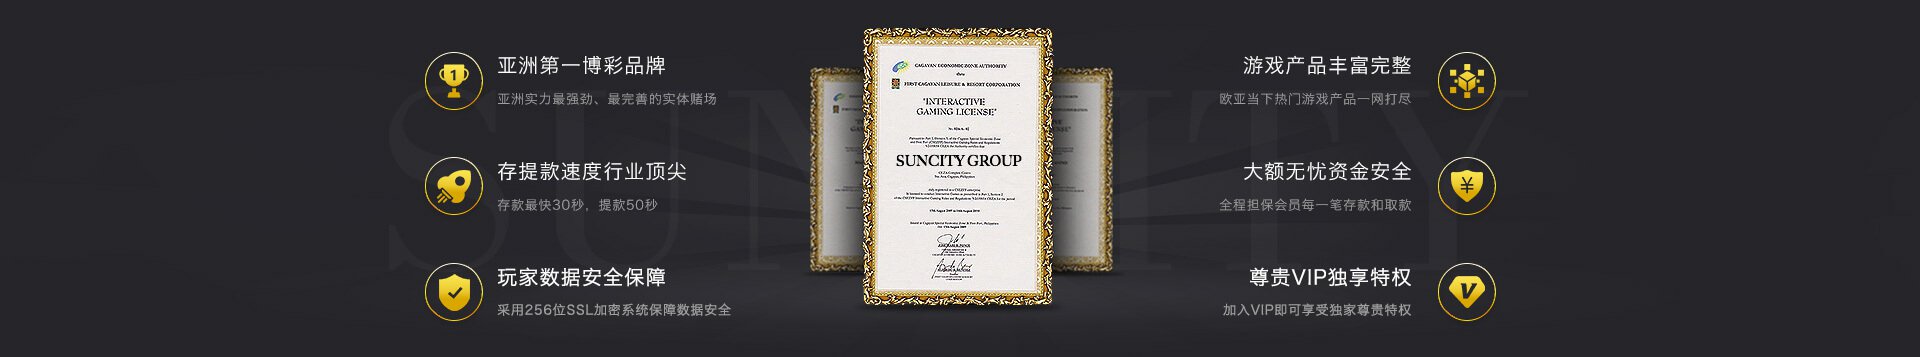 亚洲第一博彩品牌
亚洲实力最强劲、最完善的实体赌场
存提款速度行业顶尖
存款最快30秒，提款50秒
玩家数据安全保障
采用256位SSL加密系统保障数据安全
CAGAYAN ECONOMIC ZONE AUTHORITY
FIRST CAGAYAN LEISURE & RESORT CORPORATION
"INTERACTIVE
GAMING LICENSE"
SUNCITY GROUP
游戏产品丰富完整
欧亚当下热门游戏产品一网打尽
大额无忧资金安全
全程担保会员每一笔存款和取款
尊贵VIP独享特权
加入VIP即可享受独家尊贵特权
SUNCITY